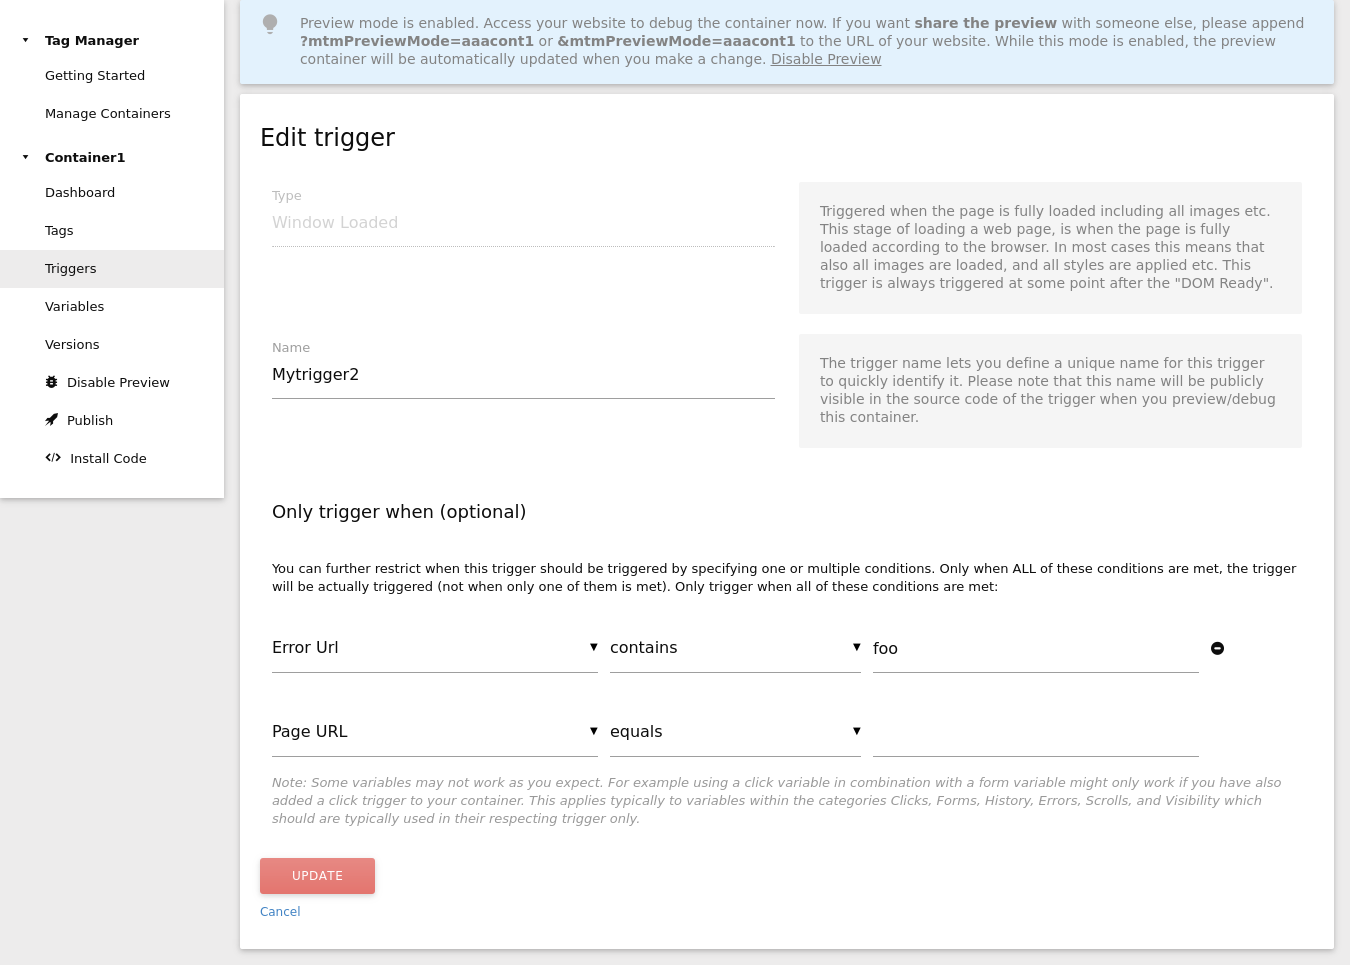 Tag Manager
Getting Started
Manage Containers
Container1
Dashboard
Tags
Triggers
Variables
Versions
Disable Preview
Publish
Install Code
Preview mode is enabled. Access your website to debug the container now. If you want share the preview with someone else, please append
?mtmPreviewMode=aaacont1 or &mtmPreviewMode=aaacont1 to the URL of your website. While this mode is enabled, the preview
container will be automatically updated when you make a change. Disable Preview
Edit trigger
Type
Window Loaded
Triggered when the page is fully loaded including all images etc.
This stage of loading a web page, is when the page is fully
loaded according to the browser. In most cases this means that
also all images are loaded, and all styles are applied etc. This
trigger is always triggered at some point after the "DOM Ready".
Name
Mytrigger2
The trigger name lets you define a unique name for this trigger
to quickly identify it. Please note that this name will be publicly
visible in the source code of the trigger when you preview/debug
this container.
Only trigger when (optional)
You can further restrict when this trigger should be triggered by specifying one or multiple conditions. Only when ALL of these conditions are met, the trigger
will be actually triggered (not when only one of them is met). Only trigger when all of these conditions are met:
Error Url ▼ contains ▼ foo
Page URL ▼ equals ▼
Note: Some variables may not work as you expect. For example using a click variable in combination with a form variable might only work if you have also
added a click trigger to your container. This applies typically to variables within the categories Clicks, Forms, History, Errors, Scrolls, and Visibility which
should are typically used in their respecting trigger only.
UPDATE
Cancel